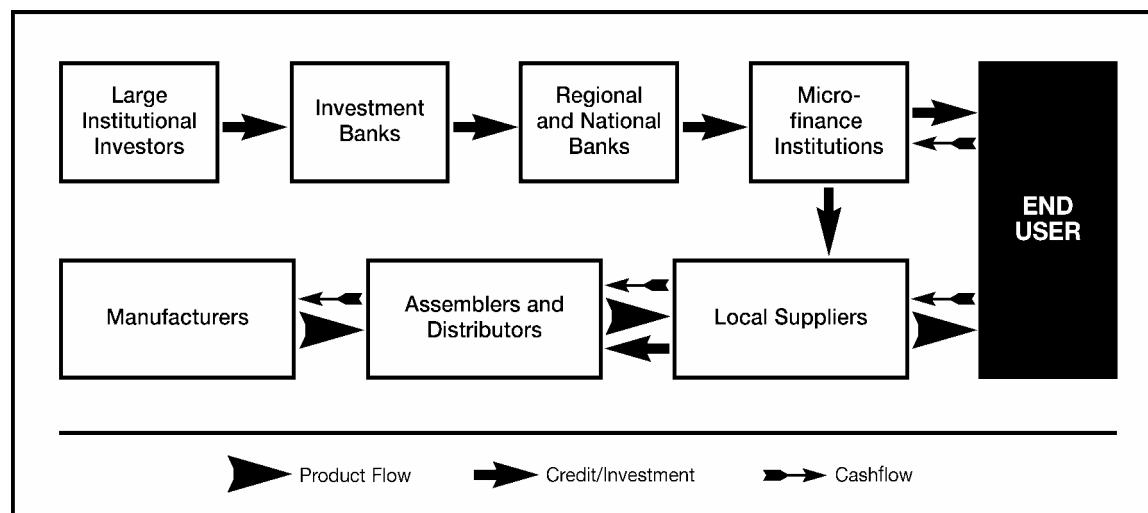 Large
Institutional
Investors
Investment
Banks
Regional
and National
Banks
Micro-
finance
Institutions
END
USER
Manufacturers
Assemblers and
Distributors
Local Suppliers
Product Flow
Credit/Investment
Cashflow